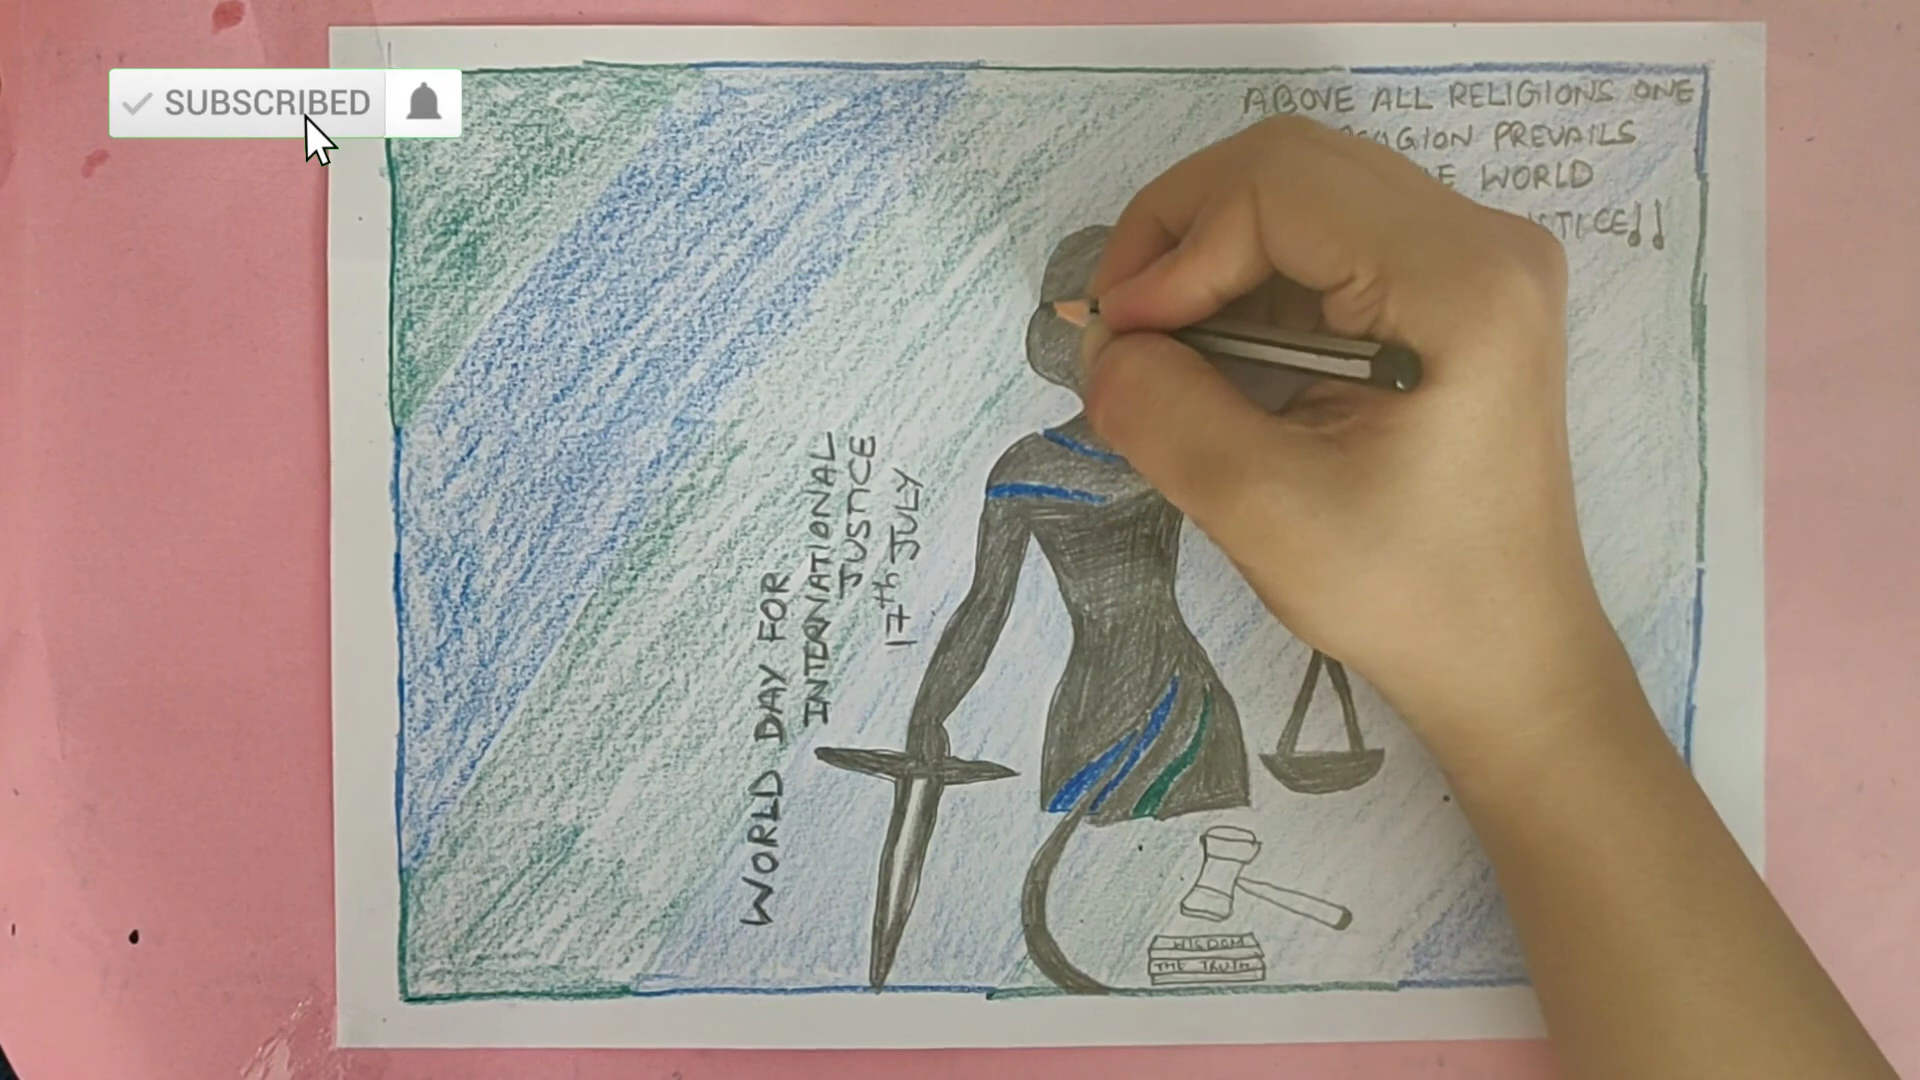 SUBSCRIBED
ABOVE ALL RELIGIONS ONE
PREVAILS
WORLD
WORLD DAY FOR
INTERNATIONAL
JUSTICE
17th JULY
WISDOM
THE TRUTH